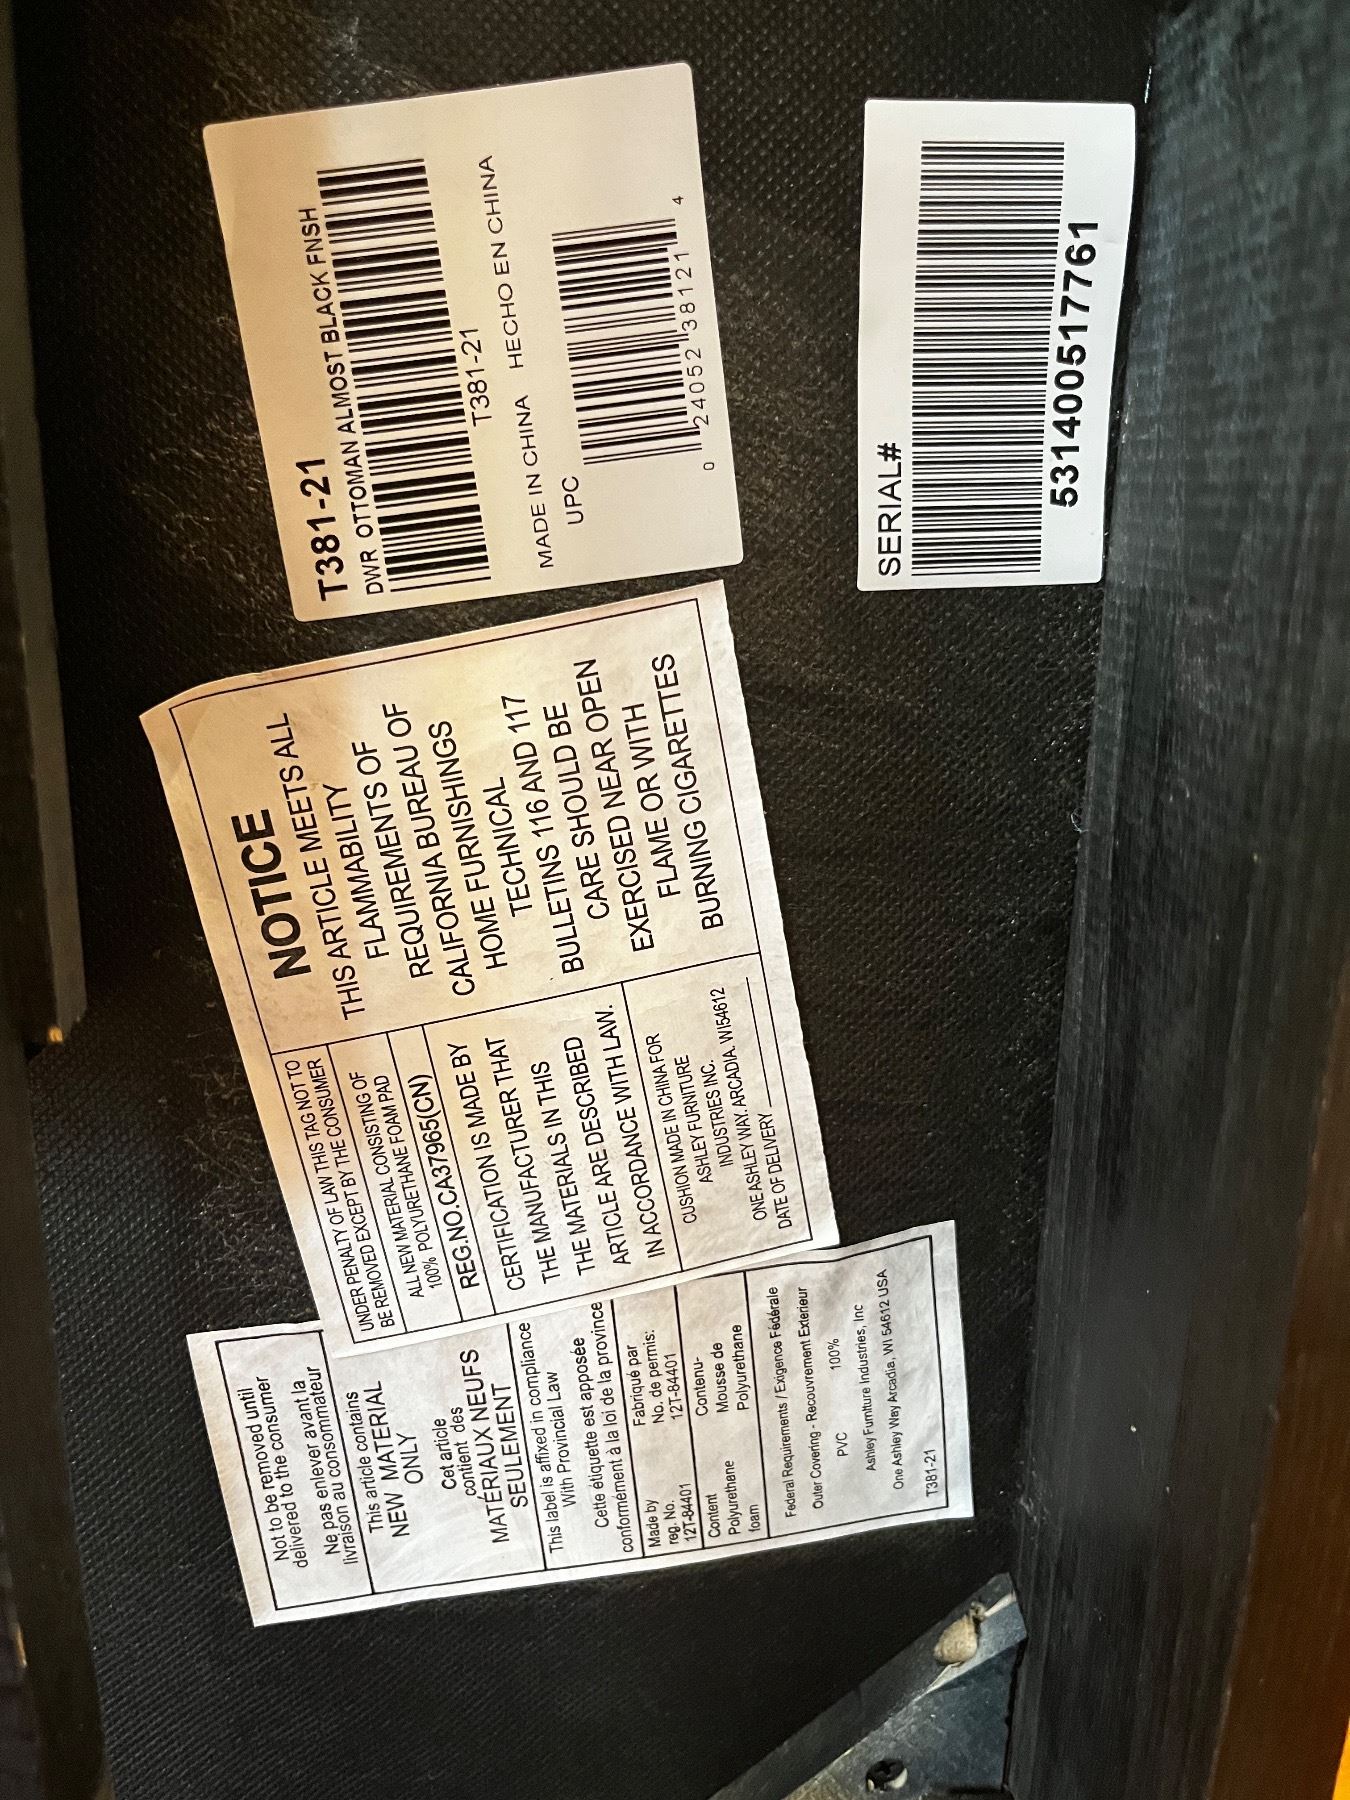 Not to be removed until
delivered to the consumer
Ne pas enlever avant la
livraison au consommateur
This article contains
NEW MATERIAL
ONLY
Cet article
contient des
MATÉRIAUX NEUFS
SEULEMENT
This label is affixed in compliance
With Provincial Law
Cette étiquette est apposée
conformément à la loi de la province
Made by
reg. No.
12T-84401
Fabriqué par
No. de permis:
12T-84401
Content
Polyurethene
foam
Contenu-
Mousse de
Polyurethane
Federal Requirements / Exigence Fédérale
Outer Covering - Recouvrement Exterieur
PVC 100%
Ashley Furniture Industries, Inc
One Ashley Way Arcadia, WI 54612 USA
T381-21
UNDER PENALTY OF LAW THIS TAG NOT TO
BE REMOVED EXCEPT BY THE CONSUMER
ALL NEW MATERIAL CONSISTING OF
100% POLYURETHANE FOAM PAD
REG.NO.CA37965(CN)
CERTIFICATION IS MADE BY
THE MANUFACTURER THAT
THE MATERIALS IN THIS
ARTICLE ARE DESCRIBED
IN ACCORDANCE WITH LAW.
CUSHION MADE IN CHINA FOR
ASHLEY FURNITURE
INDUSTRIES INC.
ONE ASHLEY WAY. ARCADIA. WI54612
DATE OF DELIVERY
NOTICE
THIS ARTICLE MEETS ALL
FLAMMABILITY
REQUIREMENTS OF
CALIFORNIA BUREAU OF
HOME FURNISHINGS
TECHNICAL
BULLETINS 116 AND 117
CARE SHOULD BE
EXERCISED NEAR OPEN
FLAME OR WITH
BURNING CIGARETTES
T381-21
DWR OTTOMAN ALMOST BLACK FNSH
T381-21
MADE IN CHINA HECHO EN CHINA
UPC
0 24052 38121 4
SERIAL#
5314005177​61